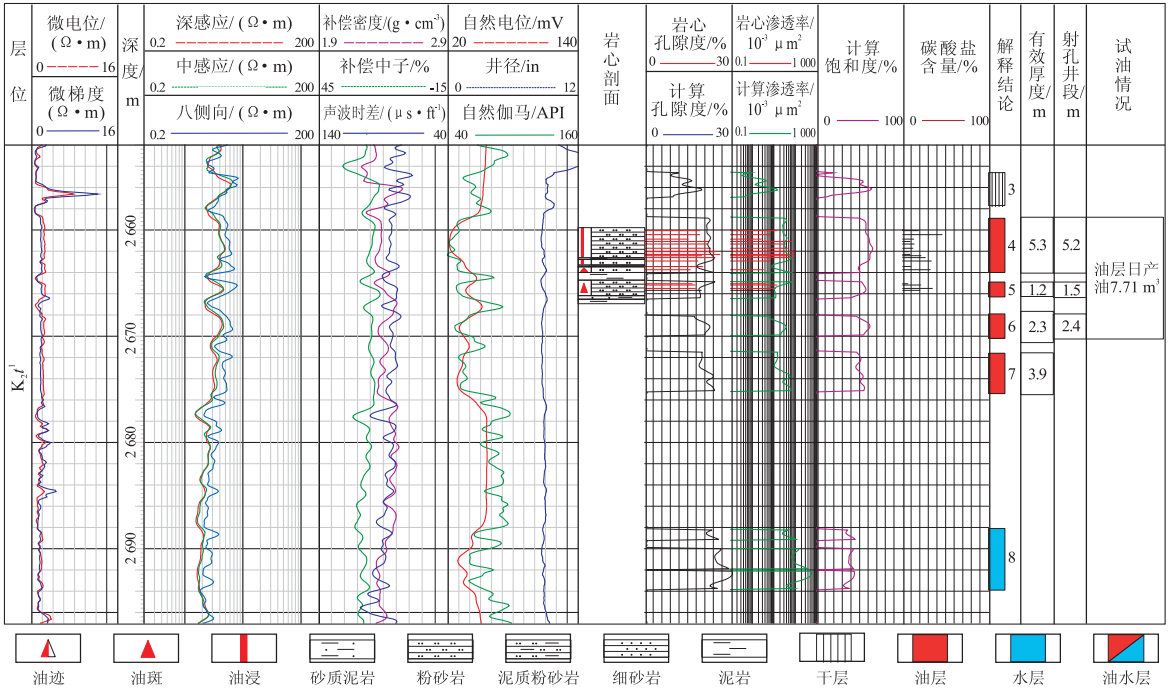 层位
微电位/
(Ω·m)
0 16
微梯度
(Ω·m)
0 16
深度/m
深感应/(Ω·m)
0.2 200
中感应/(Ω·m)
0.2 200
八侧向/(Ω·m)
0.2 200
补偿密度/(g·cm⁻³)
1.9 2.9
补偿中子/%
45 -15
声波时差/(μs·ft⁻¹)
140 40
自然电位/mV
20 140
井径/in
0 12
自然伽马/API
40 160
岩心剖面
岩心
孔隙度/%
0 30
计算
孔隙度/%
0 30
岩心渗透率/
10⁻³ μm²
0.1 1 000
计算渗透率/
10⁻³ μm²
0.1 1 000
计算
饱和度/%
0 100
碳酸盐
含量/%
0 100
解释结论
有效厚度/m
射孔井段/m
试油情况
K₂t¹
2 660
2 670
2 680
2 690
3
4 5.3 5.2
5 1.2 1.5
6 2.3 2.4
7 3.9
8
油层日产
油7.71 m³
油迹
油斑
油浸
砂质泥岩
粉砂岩
泥质粉砂岩
细砂岩
泥岩
干层
油层
水层
油水层